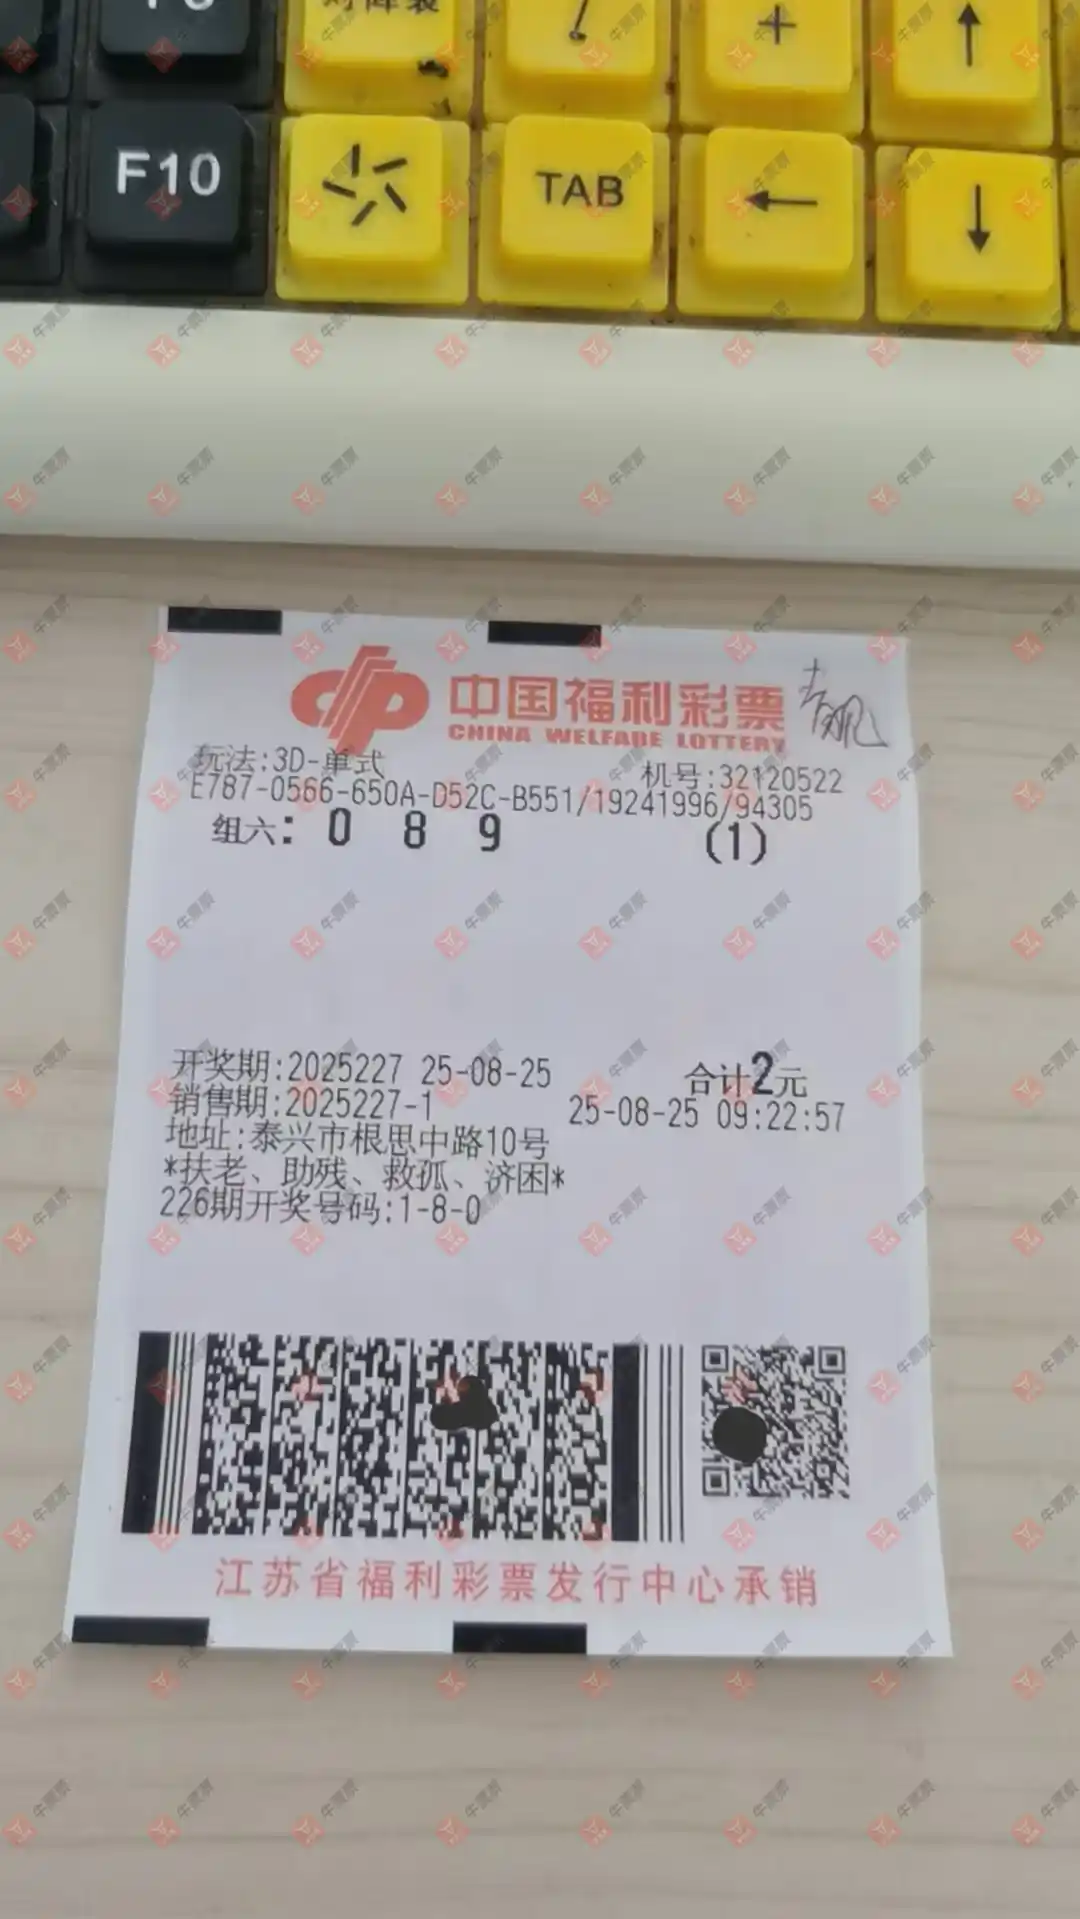 F10
TAB
中国福利彩票
CHINA WELFARE LOTTERY
玩法:3D-单式
机号:32120522
E787-0566-650A-D52C-B551/19241996/94305
组六: 0 8 9 (1)
开奖期:2025227 25-08-25
合计2元
销售期:2025227-1
25-08-25 09:22:57
地址:泰兴市根思中路10号
*扶老、助残、救孤、济困*
226期开奖号码:1-8-0
江苏省福利彩票发行中心承销
牛票票